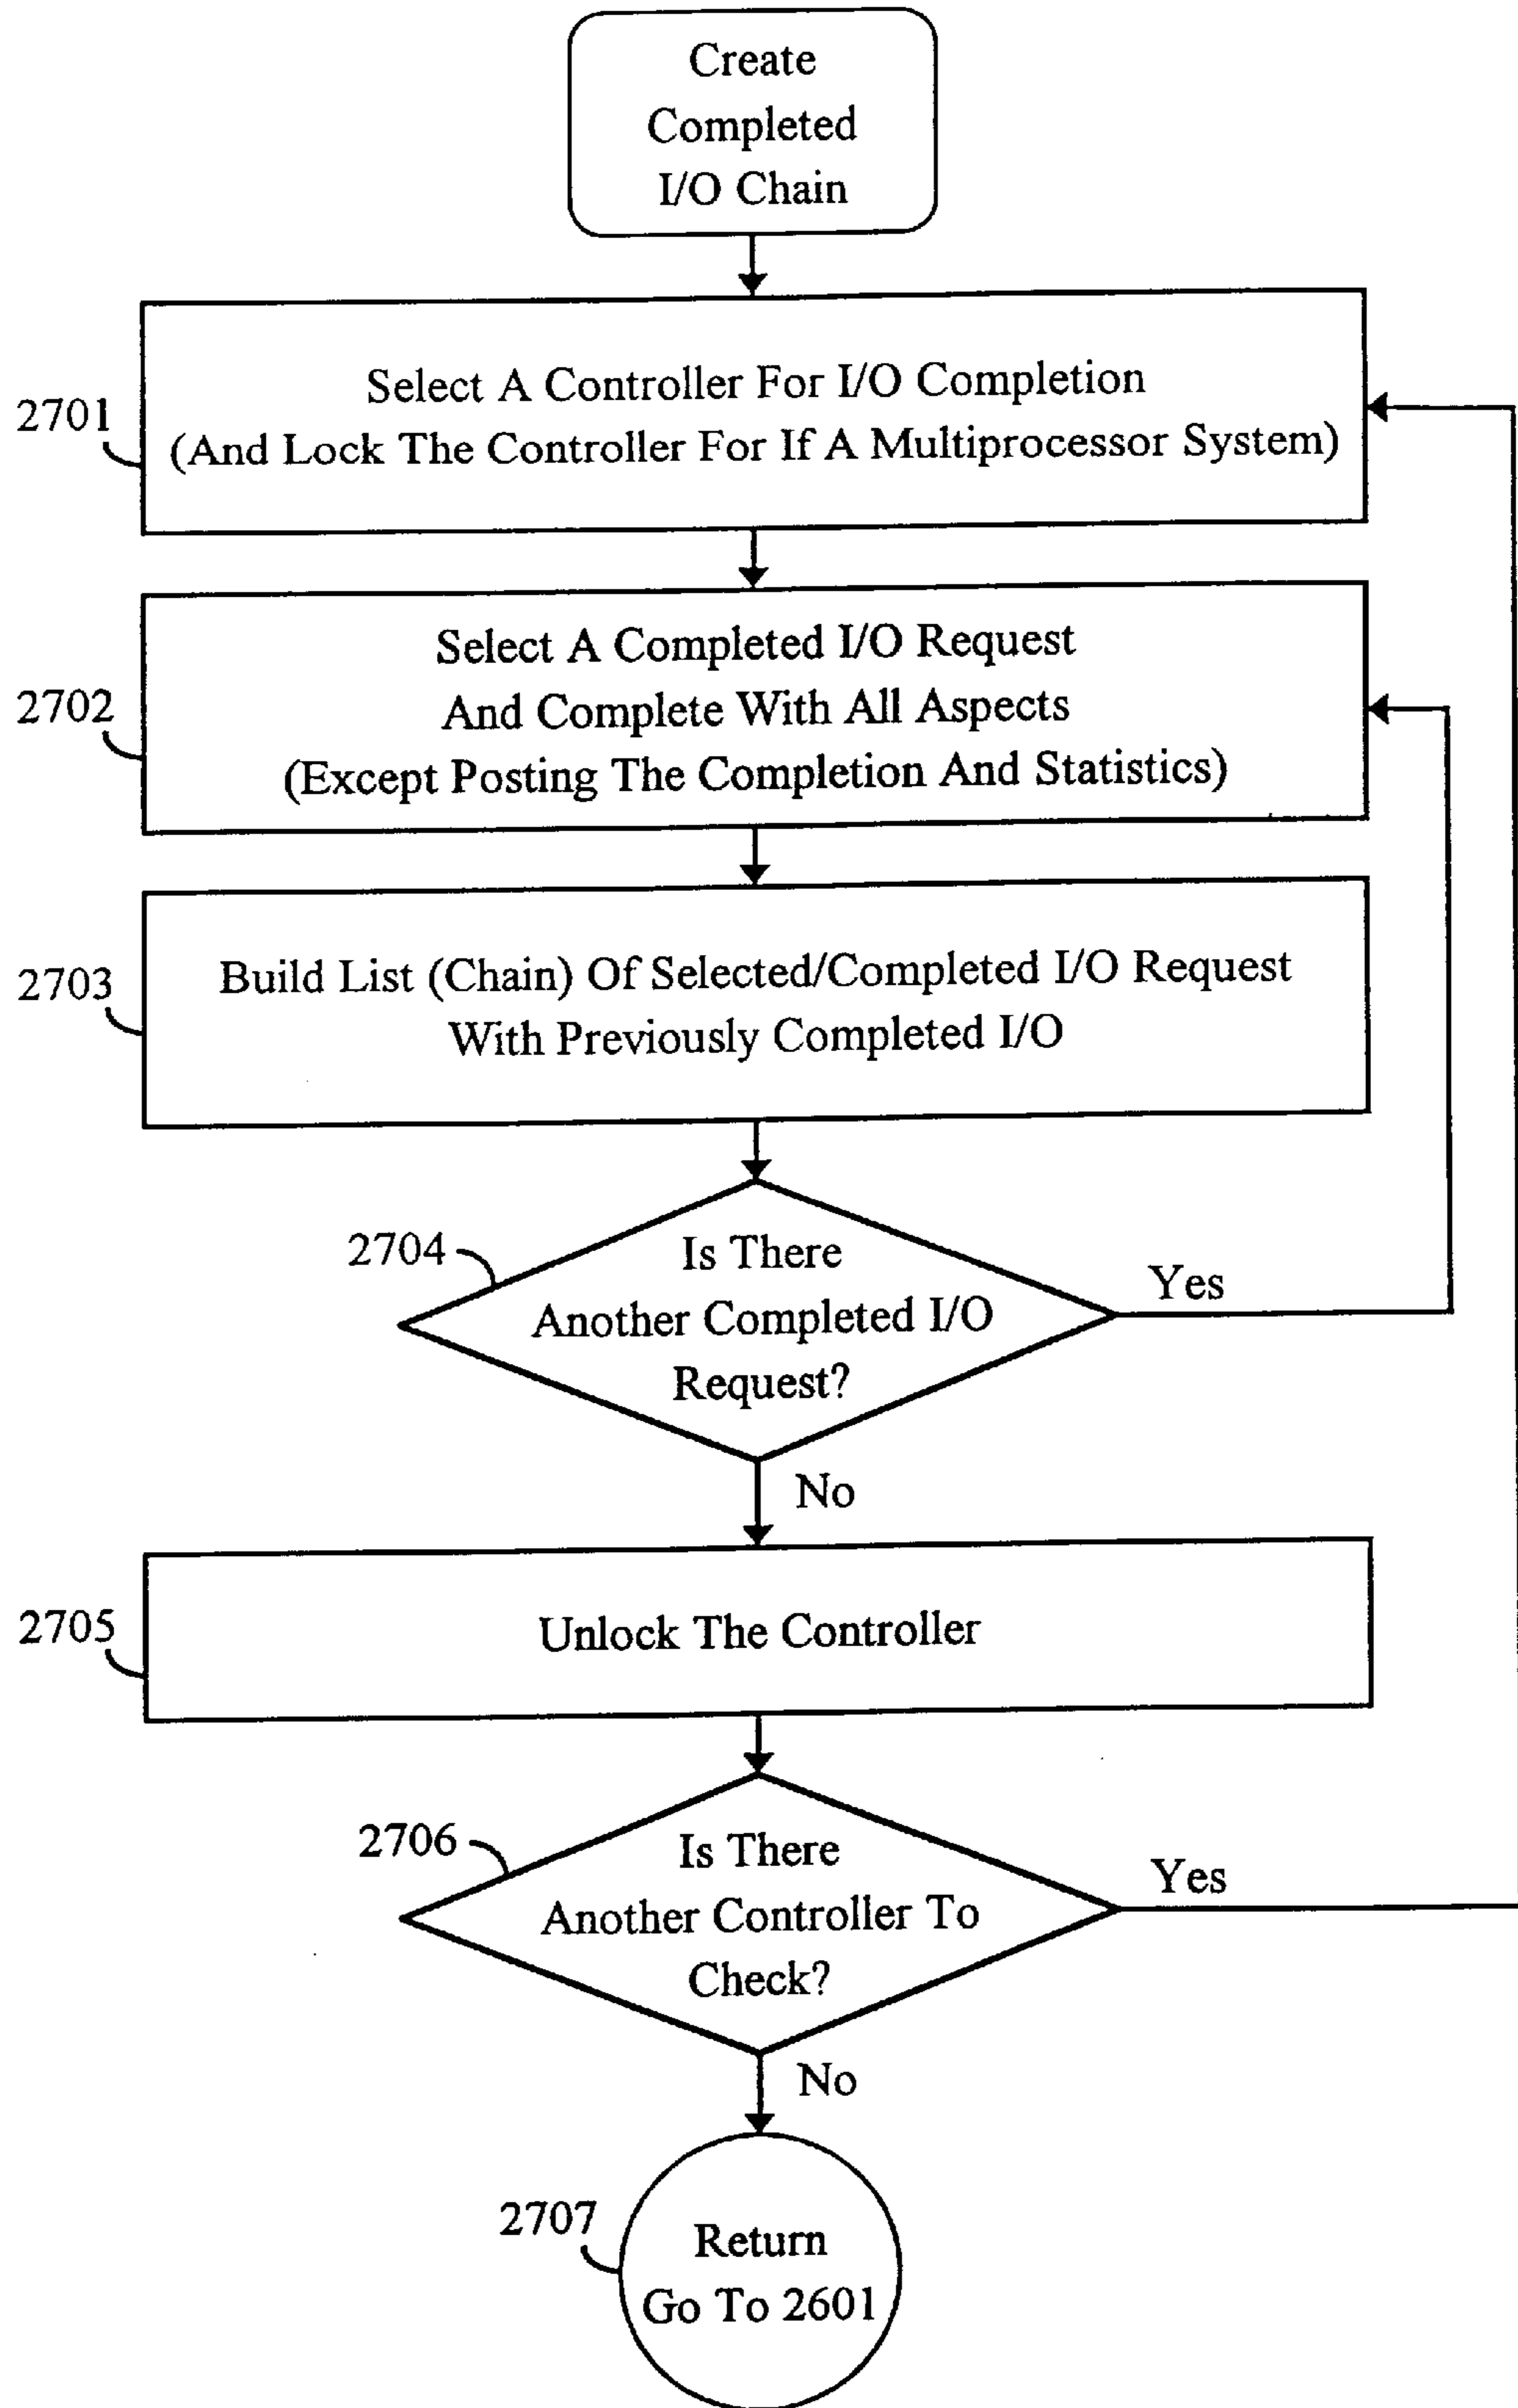 Create
Completed
I/O Chain
2701
Select A Controller For I/O Completion
(And Lock The Controller For If A Multiprocessor System)
2702
Select A Completed I/O Request
And Complete With All Aspects
(Except Posting The Completion And Statistics)
2703
Build List (Chain) Of Selected/Completed I/O Request
With Previously Completed I/O
2704
Is There
Another Completed I/O
Request?
Yes
No
2705
Unlock The Controller
2706
Is There
Another Controller To
Check?
Yes
No
2707
Return
Go To 2601